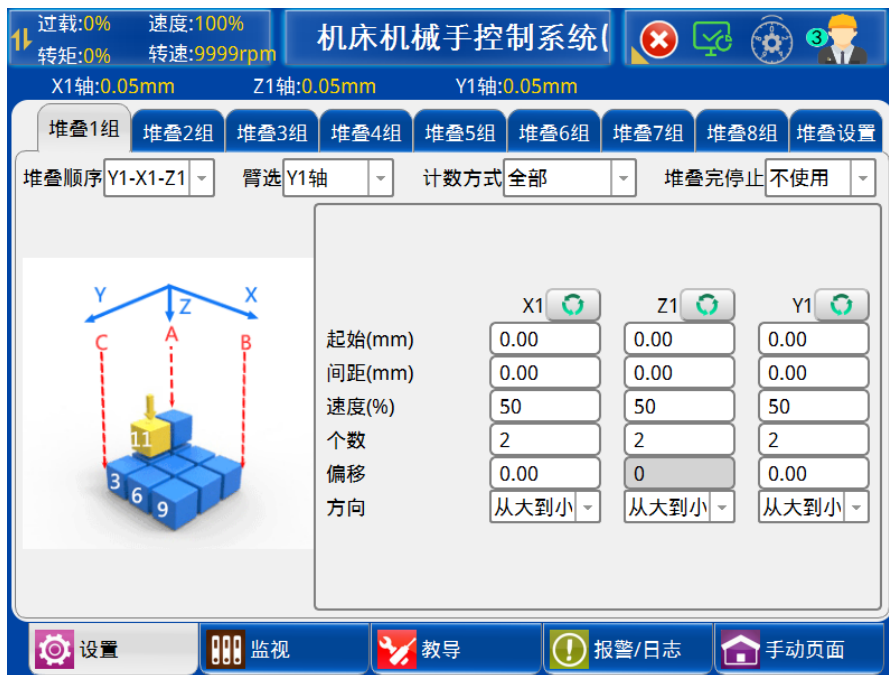 过载:0% 速度:100%
转矩:0% 转速:9999rpm
机床机械手控制系统(
3
X1轴:0.05mm Z1轴:0.05mm Y1轴:0.05mm
堆叠1组 堆叠2组 堆叠3组 堆叠4组 堆叠5组 堆叠6组 堆叠7组 堆叠8组 堆叠设置
堆叠顺序 Y1-X1-Z1 臂选 Y1轴 计数方式 全部 堆叠完停止 不使用
Y Z X
C A B
11
3 6 9
X1 Z1 Y1
起始(mm) 0.00 0.00 0.00
间距(mm) 0.00 0.00 0.00
速度(%) 50 50 50
个数 2 2 2
偏移 0.00 0 0.00
方向 从大到小 从大到小 从大到小
设置 监视 教导 报警/日志 手动页面